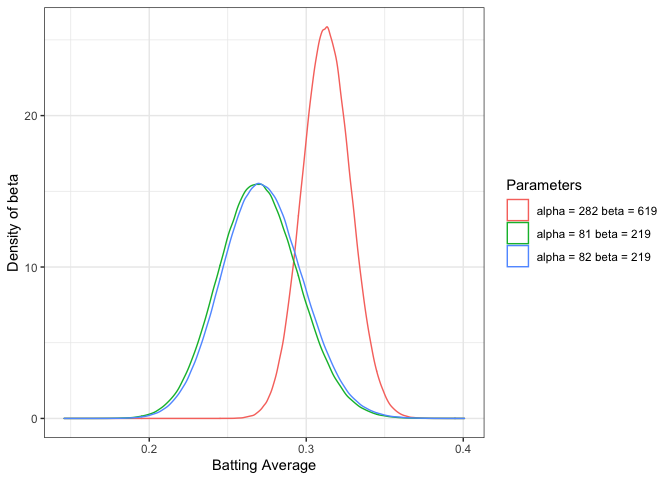 Density of beta
20
10
0
0.2
0.3
0.4
Batting Average
Parameters
alpha = 282 beta = 619
alpha = 81 beta = 219
alpha = 82 beta = 219